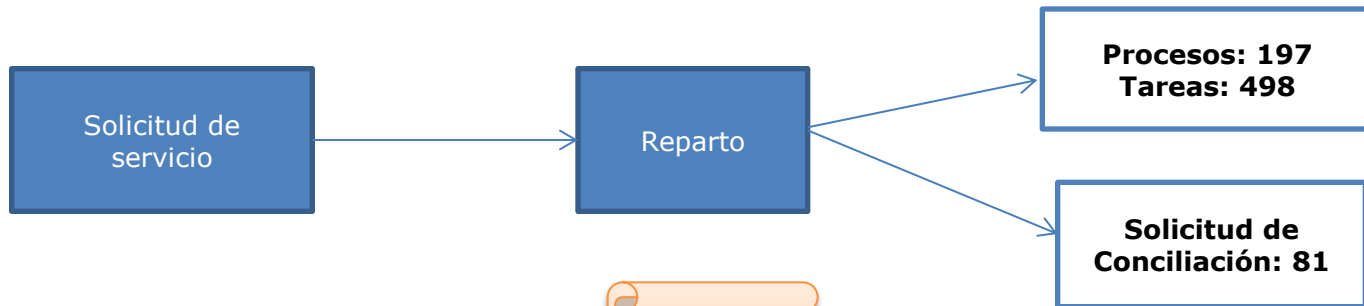 Solicitud de
servicio
Reparto
Procesos: 197
Tareas: 498
Solicitud de
Conciliación: 81